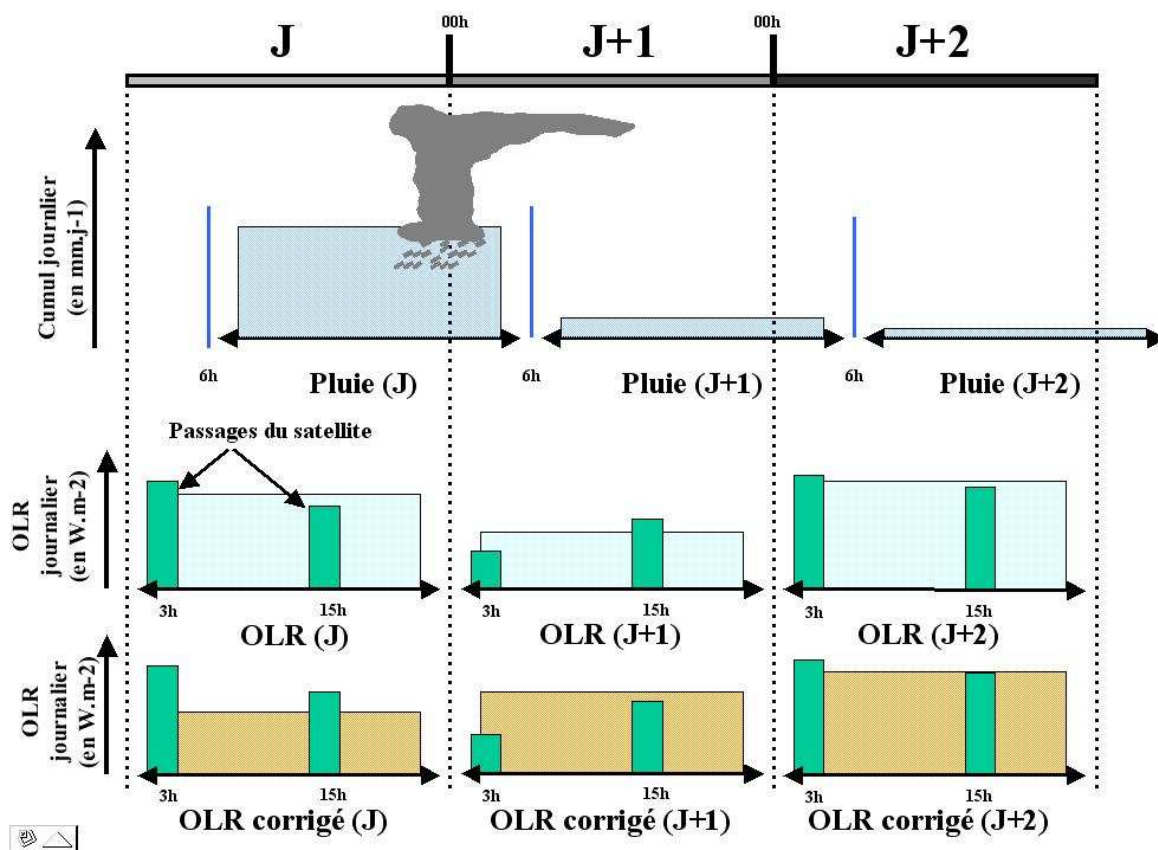 00h
00h
J
J+1
J+2
Cumul journlier
(en mm.j-1)
6h
6h
6h
Pluie (J)
Pluie (J+1)
Pluie (J+2)
Passages du satellite
OLR
journalier
(en W.m-2)
3h
15h
3h
15h
3h
15h
OLR (J)
OLR (J+1)
OLR (J+2)
OLR
journalier
(en W.m-2)
3h
15h
3h
15h
3h
15h
OLR corrigé (J)
OLR corrigé (J+1)
OLR corrigé (J+2)